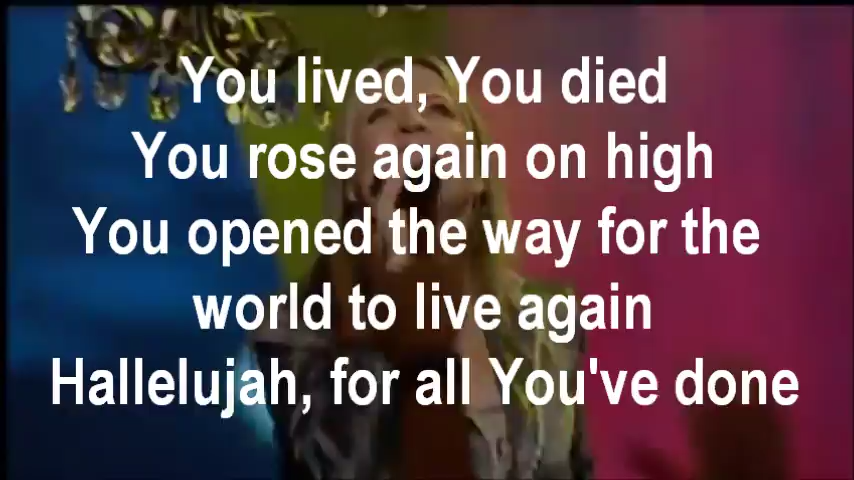 You lived, You died
You rose again on high
You opened the way for the
world to live again
Hallelujah, for all You've done